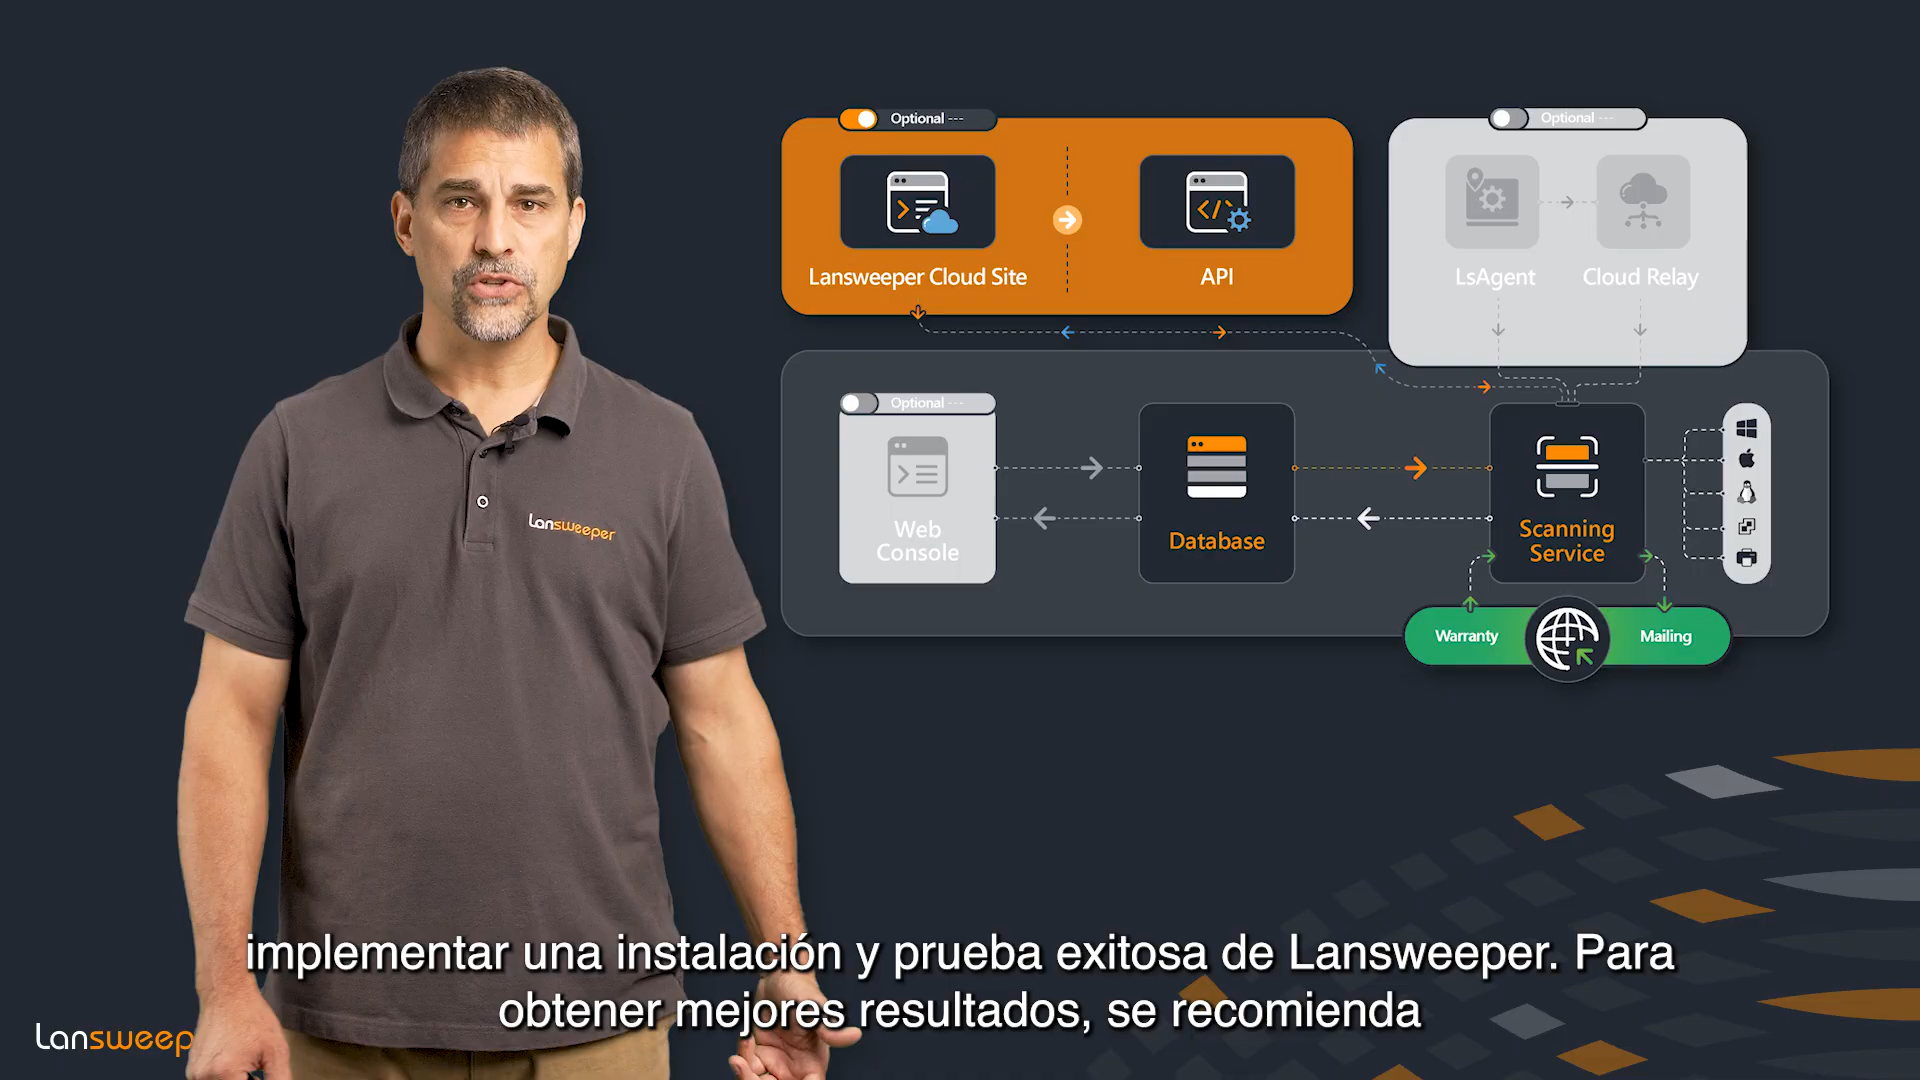 Optional ---
Optional ---
Lansweeper Cloud Site
API
LsAgent
Cloud Relay
Optional ---
Web
Console
Database
Scanning
Service
Warranty
Mailing
Lansweeper
implementar una instalación y prueba exitosa de Lansweeper. Para
obtener mejores resultados, se recomienda
Lansweep